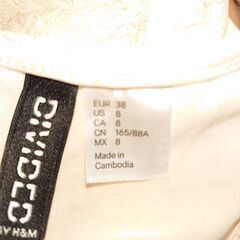 DIVIDED
BY H&M
EUR 38
US 8
CA 8
CN 165/88A
MX 8
Made in
Cambodia